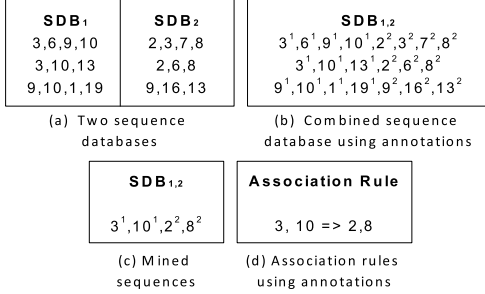 SDB₁ SDB₂
3,6,9,10 2,3,7,8
3,10,13 2,6,8
9,10,1,19 9,16,13
(a) Two sequence
databases
SDB₁,₂
3¹,6¹,9¹,10¹,2²,3²,7²,8²
3¹,10¹,13¹,2²,6²,8²
9¹,10¹,1¹,19¹,9²,16²,13²
(b) Combined sequence
database using annotations
SDB₁,₂
3¹,10¹,2²,8²
(c) Mined
sequences
Association Rule
3, 10 => 2,8
(d) Association rules
using annotations